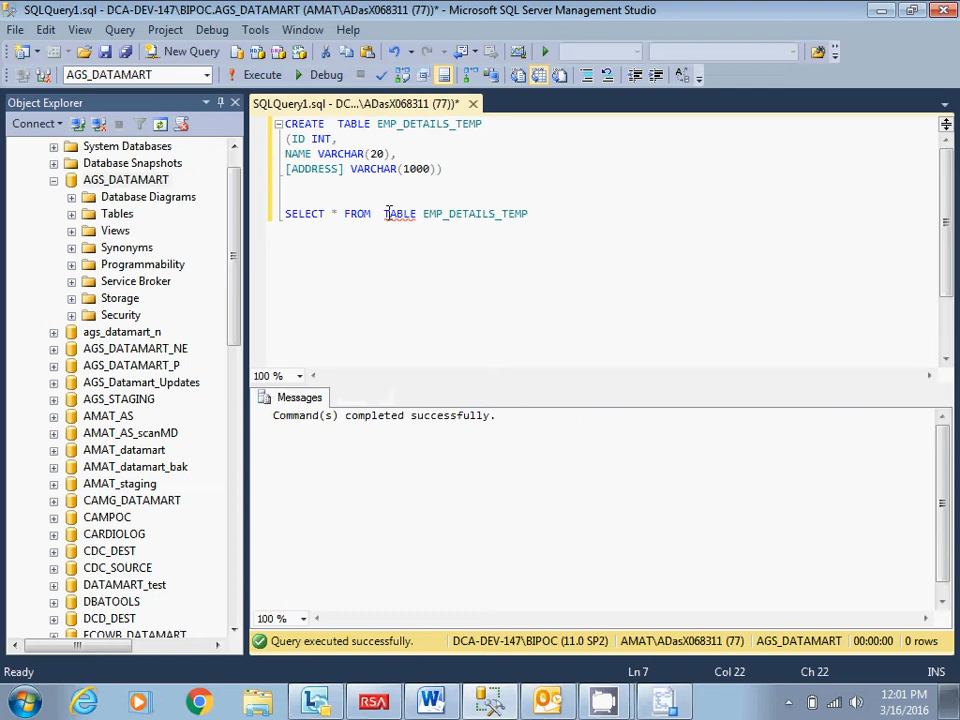 SQLQuery1.sql - DCA-DEV-147\BIPOC.AGS_DATAMART (AMAT\ADasX068311 (77))* - Microsoft SQL Server Management Studio
File Edit View Query Project Debug Tools Window Help
New Query
AGS_DATAMART Execute Debug
Object Explorer
SQLQuery1.sql - DC...\ADasX068311 (77))*
Connect
System Databases
Database Snapshots
AGS_DATAMART
Database Diagrams
Tables
Views
Synonyms
Programmability
Service Broker
Storage
Security
ags_datamart_n
AGS_DATAMART_NE
AGS_DATAMART_P
AGS_Datamart_Updates
AGS_STAGING
AMAT_AS
AMAT_AS_scanMD
AMAT_datamart
AMAT_datamart_bak
AMAT_staging
CAMG_DATAMART
CAMPOC
CARDIOLOG
CDC_DEST
CDC_SOURCE
DATAMART_test
DBATOOLS
DCD_DEST
ECOWB_DATAMART
CREATE TABLE EMP_DETAILS_TEMP
(ID INT,
NAME VARCHAR(20),
[ADDRESS] VARCHAR(1000))
SELECT * FROM TABLE EMP_DETAILS_TEMP
100 %
Messages
Command(s) completed successfully.
100 %
Query executed successfully. DCA-DEV-147\BIPOC (11.0 SP2) AMAT\ADasX068311 (77) AGS_DATAMART 00:00:00 0 rows
Ready Ln 7 Col 22 Ch 22 INS
RSA
12:01 PM
3/16/2016